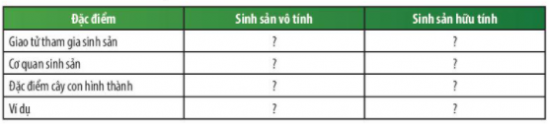 Đặc điểm Sinh sản vô tính Sinh sản hữu tính
Giao tử tham gia sinh sản ? ?
Cơ quan sinh sản ? ?
Đặc điểm cây con hình thành ? ?
Ví dụ ? ?